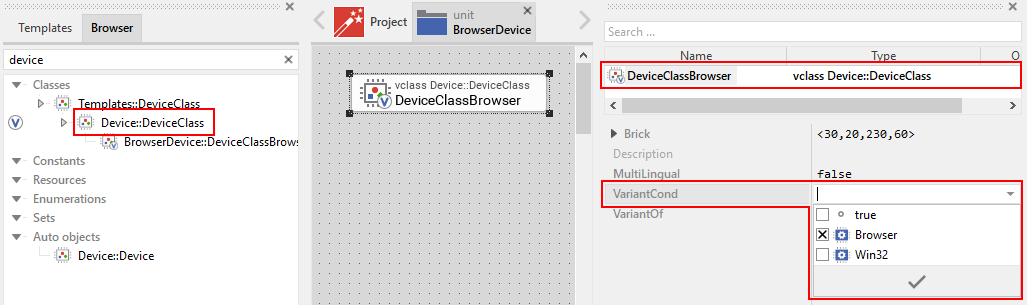 Templates
Browser
device
Classes
Templates::DeviceClass
V
Device::DeviceClass
V
BrowserDevice::DeviceClassBrows
Constants
Resources
Enumerations
Sets
Auto objects
Device::Device
Project
unit
BrowserDevice
vclass Device::DeviceClass
V
DeviceClassBrowser
Search ...
Name
Type
O
V
DeviceClassBrowser
vclass Device::DeviceClass
Brick
<30,20,230,60>
Description
MultiLingual
false
VariantCond
VariantOf
true
Browser
Win32